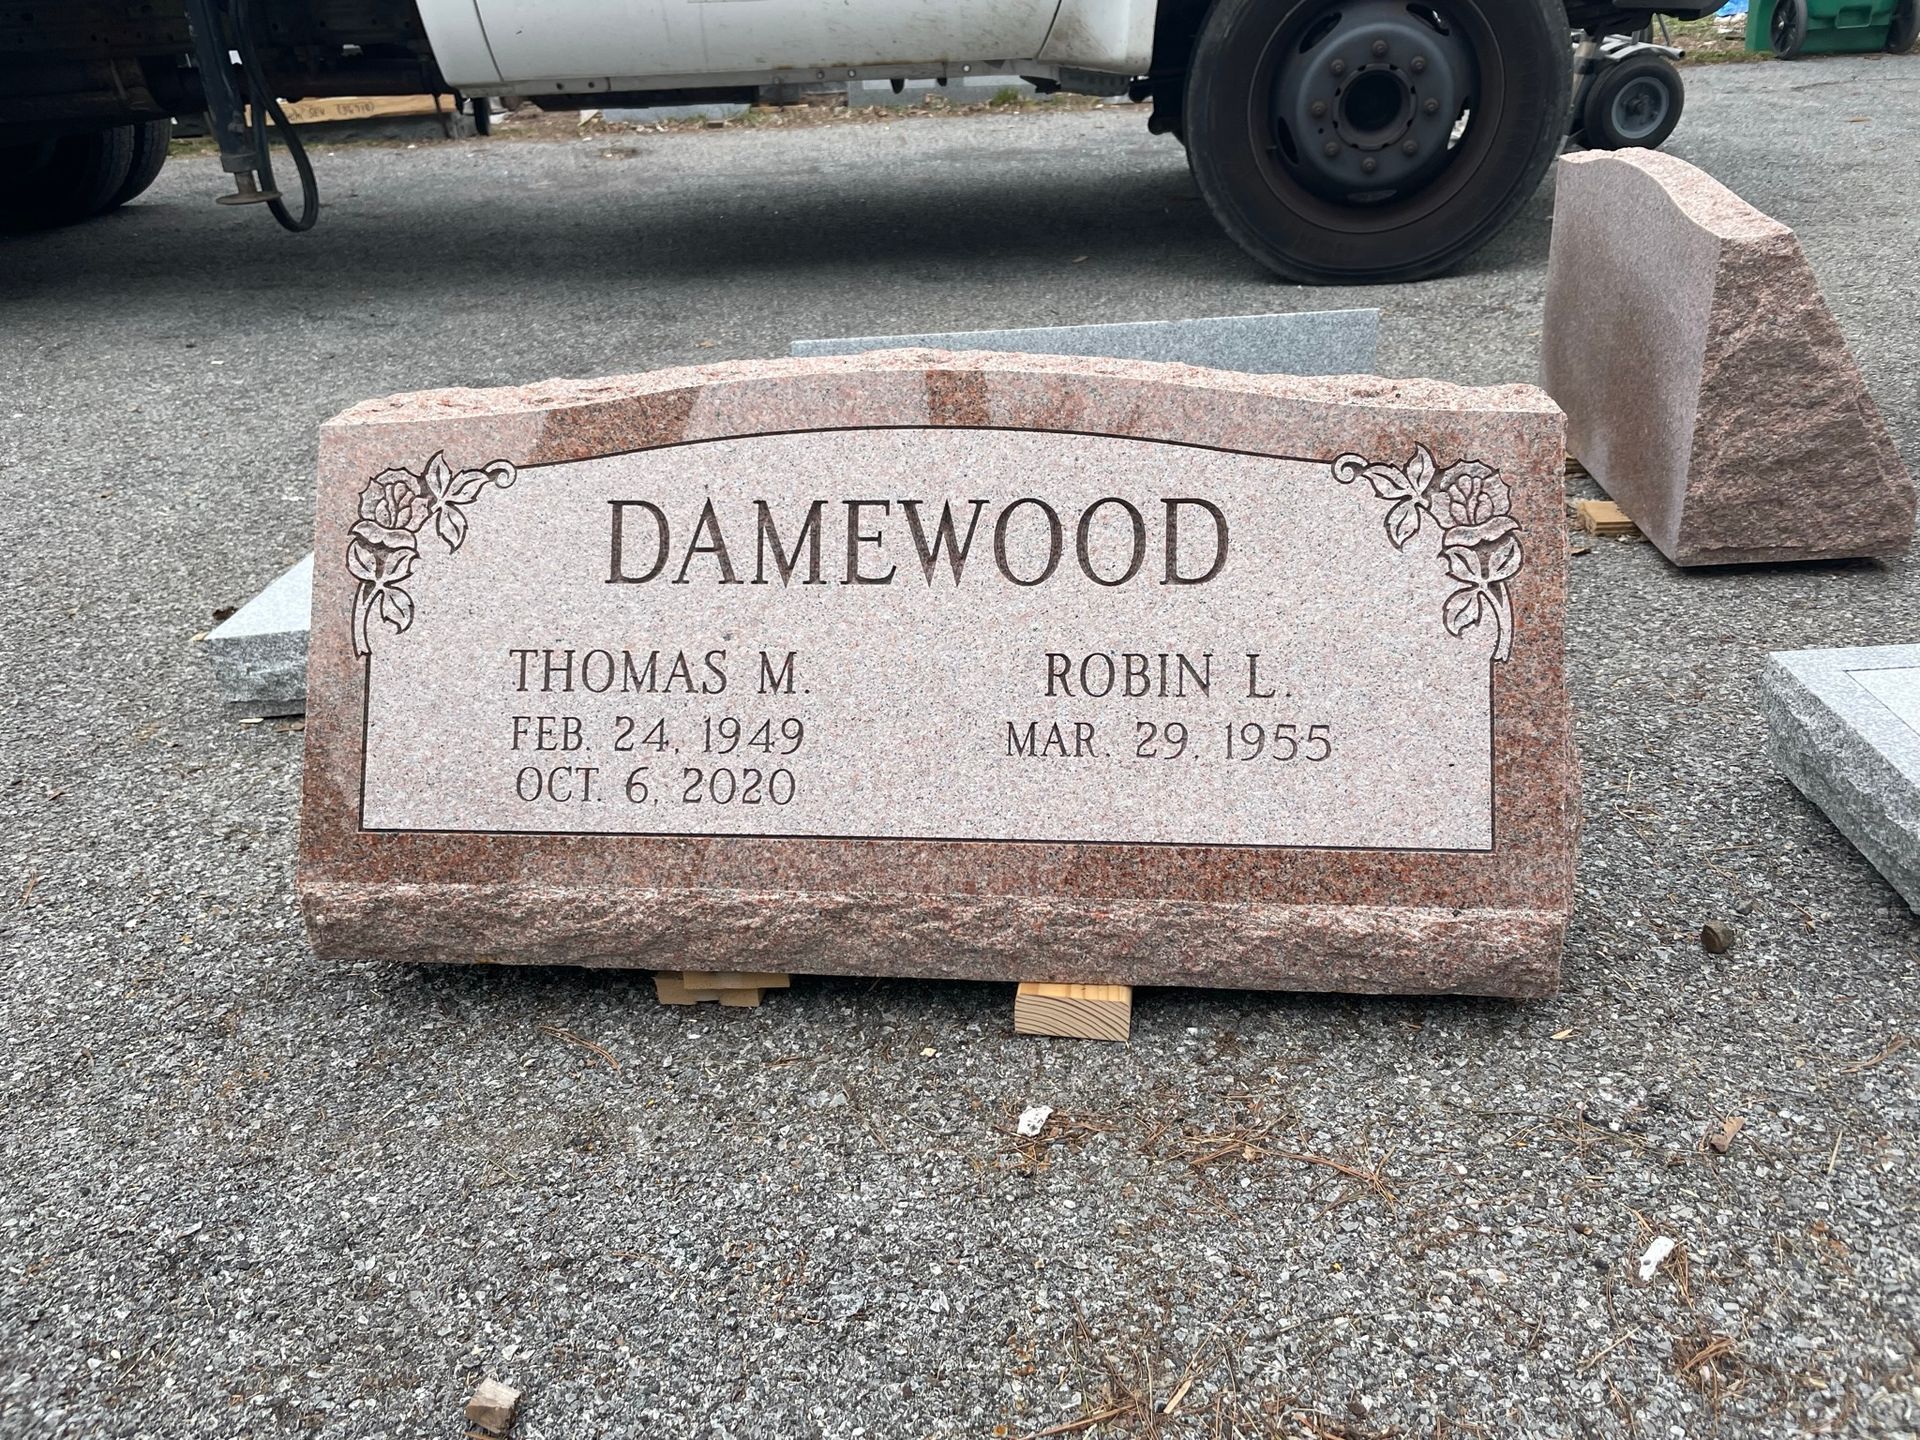 DAMEWOOD
THOMAS M.
FEB. 24, 1949
OCT. 6, 2020
ROBIN L.
MAR. 29, 1955